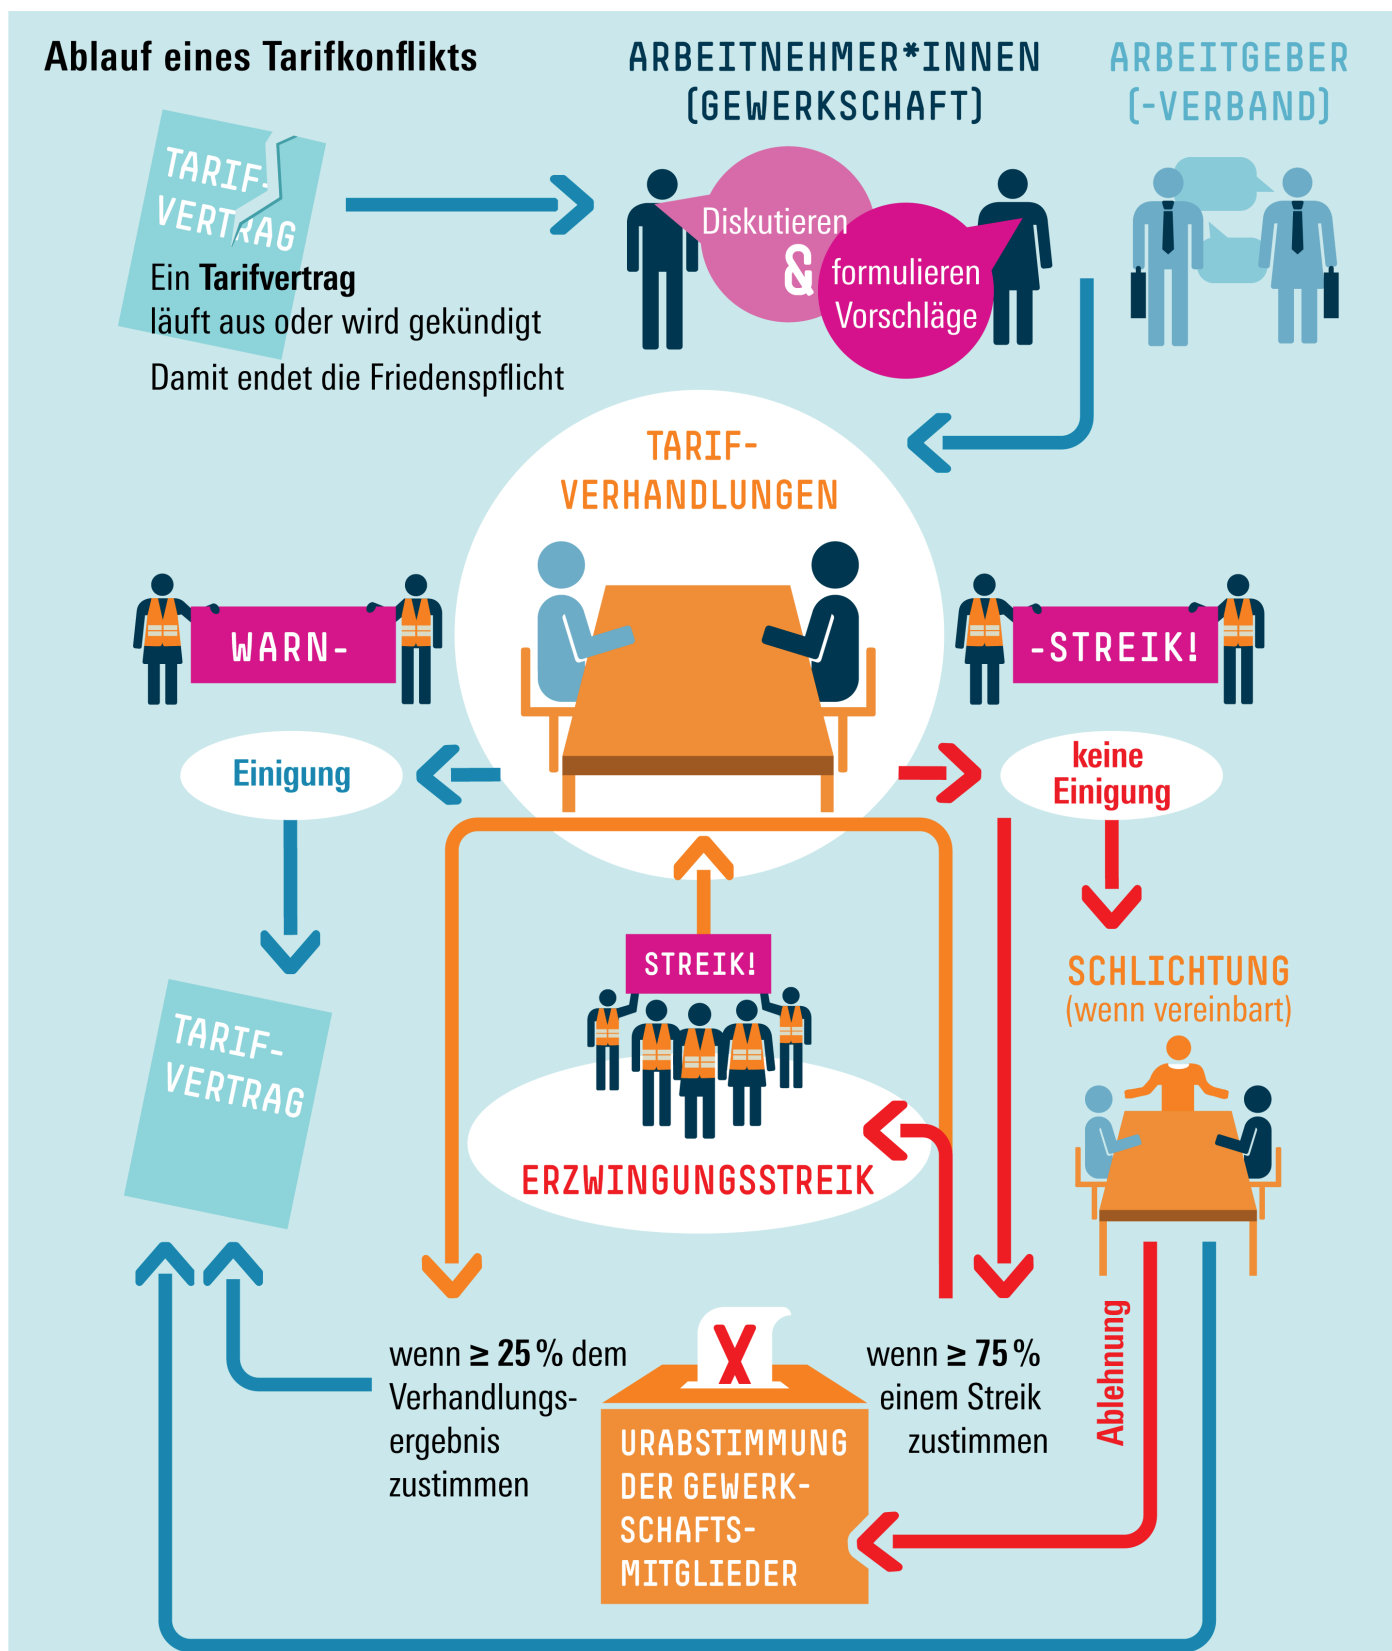 Ablauf eines Tarifkonflikts
ARBEITNEHMER*INNEN
(GEWERKSCHAFT)
ARBEITGEBER
(-VERBAND)
TARIF-
VERTRAG
Ein Tarifvertrag
läuft aus oder wird gekündigt
Damit endet die Friedenspflicht
Diskutieren
&
formulieren
Vorschläge
TARIF-
VERHANDLUNGEN
WARN-
-STREIK!
Einigung
keine
Einigung
STREIK!
SCHLICHTUNG
(wenn vereinbart)
TARIF-
VERTRAG
ERZWINGUNGSSTREIK
wenn ≥ 25 % dem
Verhandlungs-
ergebnis
zustimmen
X
wenn ≥ 75 %
einem Streik
zustimmen
Ablehnung
URABSTIMMUNG
DER GEWERK-
SCHAFTS-
MITGLIEDER